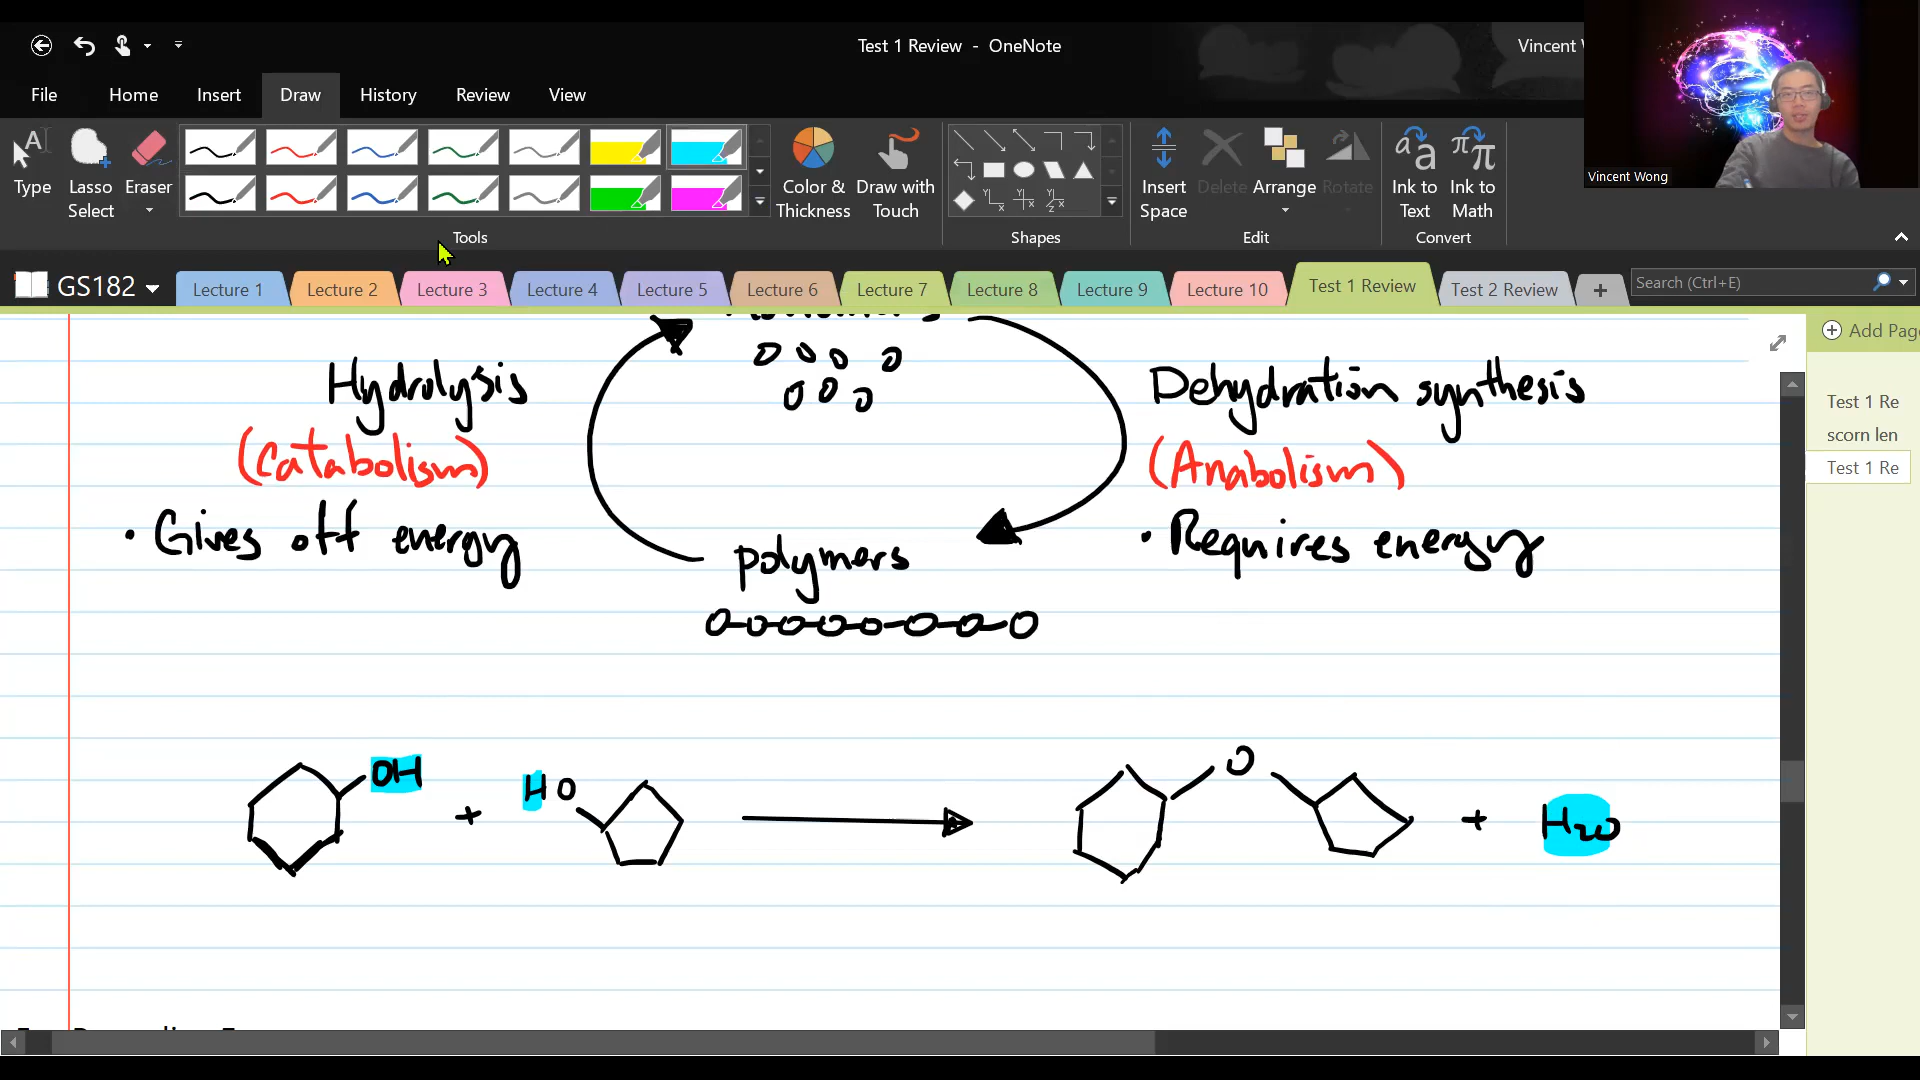 Test 1 Review - OneNote
Vincent W
File Home Insert Draw History Review View
Type
Lasso Select
Eraser
Color & Thickness
Draw with Touch
Insert Space
Delete
Arrange
Rotate
Ink to Text
Ink to Math
Tools
Shapes
Edit
Convert
Vincent Wong
GS182
Lecture 1 Lecture 2 Lecture 3 Lecture 4 Lecture 5 Lecture 6 Lecture 7 Lecture 8 Lecture 9 Lecture 10 Test 1 Review Test 2 Review
Search (Ctrl+E)
Add Pag
Test 1 Re
scorn len
Test 1 Re
Hydrolysis
(Catabolism)
• Gives off energy
Dehydration synthesis
(Anabolism)
• Requires energy
polymers
OH + HO O + H₂O